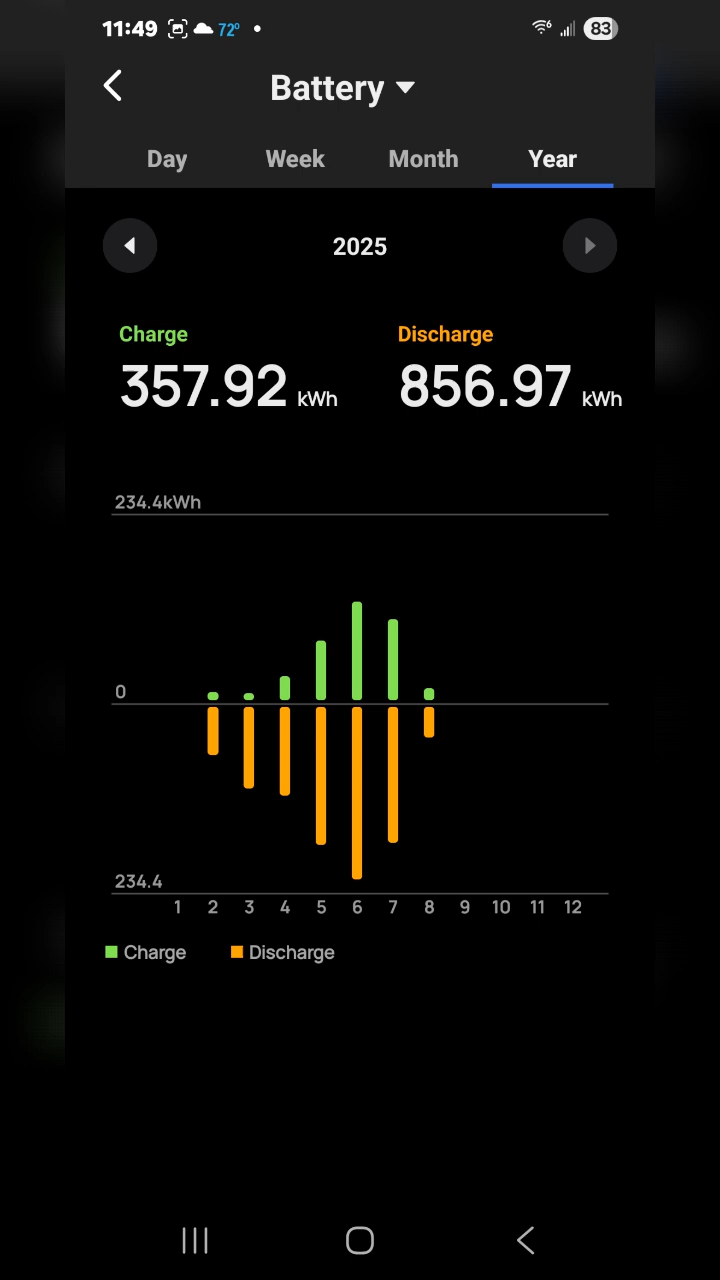 11:49 72° 83
Battery
Day Week Month Year
2025
Charge Discharge
357.92 kWh 856.97 kWh
234.4kWh
0
234.4
1 2 3 4 5 6 7 8 9 10 11 12
Charge Discharge